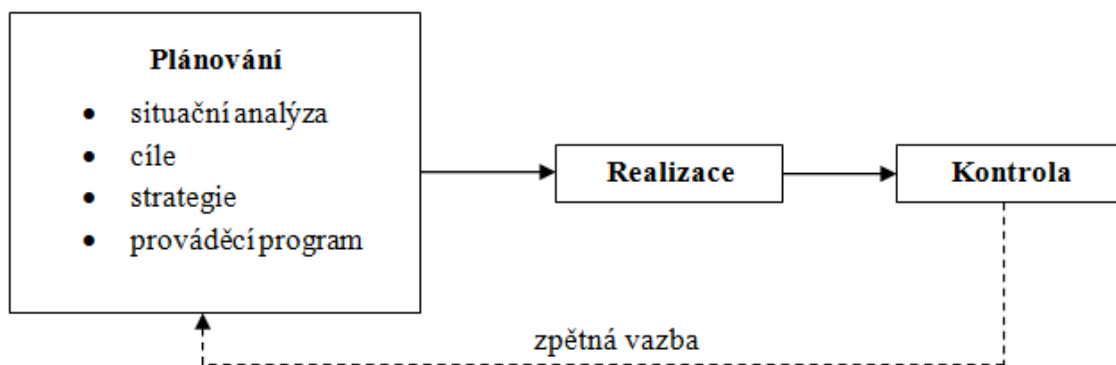 Plánování
• situační analýza
• cíle
• strategie
• prováděcí program
Realizace
Kontrola
zpětná vazba